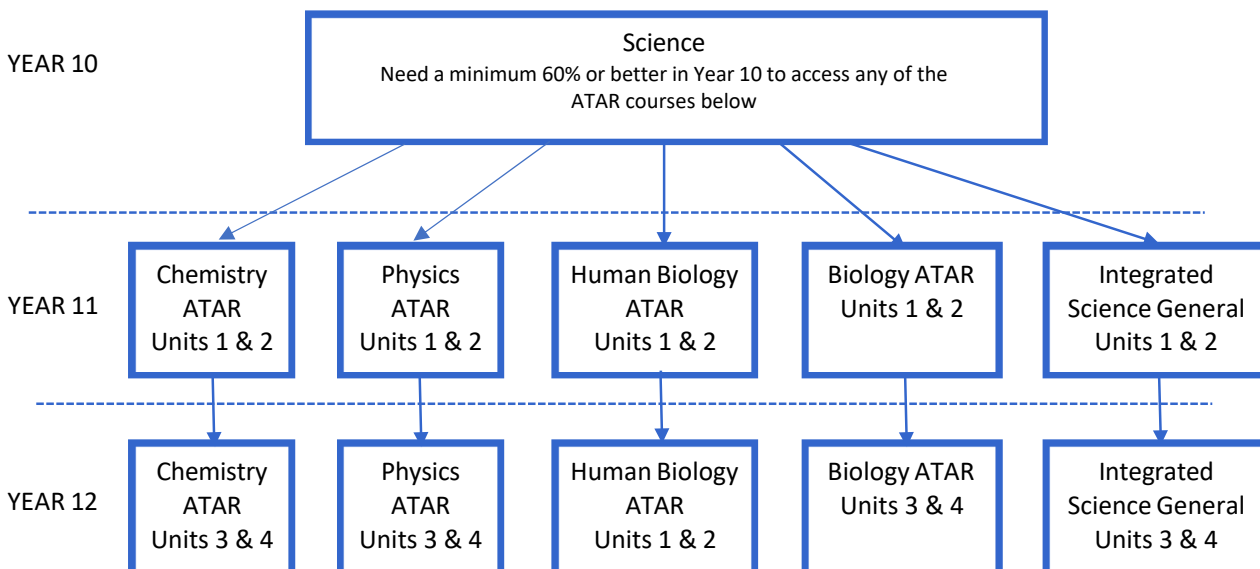 YEAR 10
Science
Need a minimum 60% or better in Year 10 to access any of the
ATAR courses below
YEAR 11
Chemistry
ATAR
Units 1 & 2
Physics
ATAR
Units 1 & 2
Human Biology
ATAR
Units 1 & 2
Biology ATAR
Units 1 & 2
Integrated
Science General
Units 1 & 2
YEAR 12
Chemistry
ATAR
Units 3 & 4
Physics
ATAR
Units 3 & 4
Human Biology
ATAR
Units 1 & 2
Biology ATAR
Units 3 & 4
Integrated
Science General
Units 3 & 4